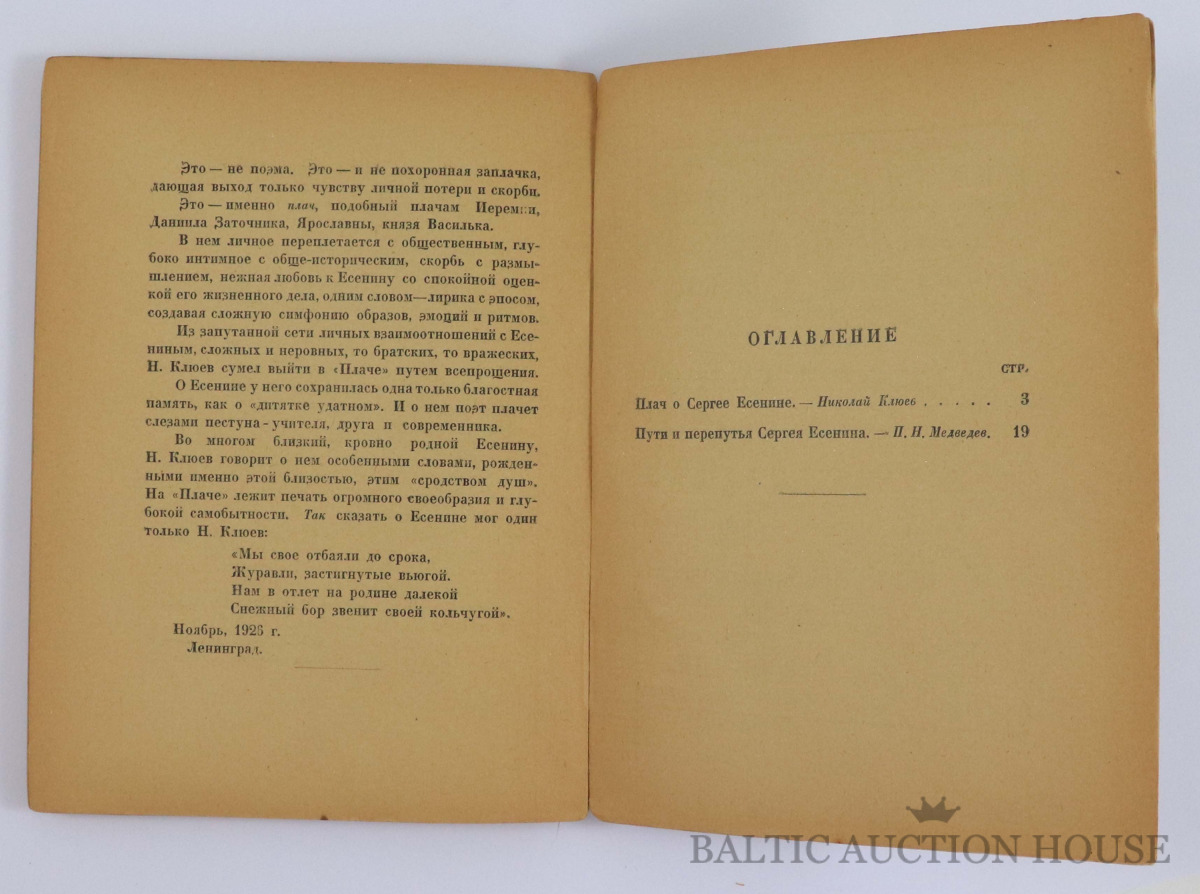 Это — не поэма. Это — и не похоронная заплачка,
дающая выход только чувству личной потери и скорби.
Это — именно плач, подобный плачам Иеремии,
Даниила Заточника, Ярославны, князя Василька.
В нем личное переплетается с общественным, глу-
боко интимное с обще-историческим, скорбь с размы-
шлением, нежная любовь к Есенину со спокойной оцен-
кой его жизненного дела, одним словом—лирика с эпосом,
создавая сложную симфонию образов, эмоций и ритмов.
Из запутанной сети личных взаимоотношений с Есе-
ниным, сложных и неровных, то братских, то вражеских,
Н. Клюев сумел выйти в «Плаче» путем всепрощения.
О Есенине у него сохранилась одна только благостная
память, как о «дитятке удатном». И о нем поэт плачет
слезами пестуна-учителя, друга и современника.
Во многом близкий, кровно родной Есенину,
Н. Клюев говорит о нем особенными словами, рожден-
ными именно этой близостью, этим «сродством душ».
На «Плаче» лежит печать огромного своеобразия и глу-
бокой самобытности. Так сказать о Есенине мог один
только Н. Клюев:
«Мы свое отбаяли до срока,
Журавли, застигнутые вьюгой.
Нам в отлет на родине далекой
Снежный бор звенит своей кольчугой».
Ноябрь, 1926 г.
Ленинград.
ОГЛАВЛЕНИЕ
СТР.
Плач о Сергее Есенине. — Николай Клюев . . . . . 3
Пути и перепутья Сергея Есенина. — П. Н. Медведев. 19
BALTIC AUCTION HOUSE